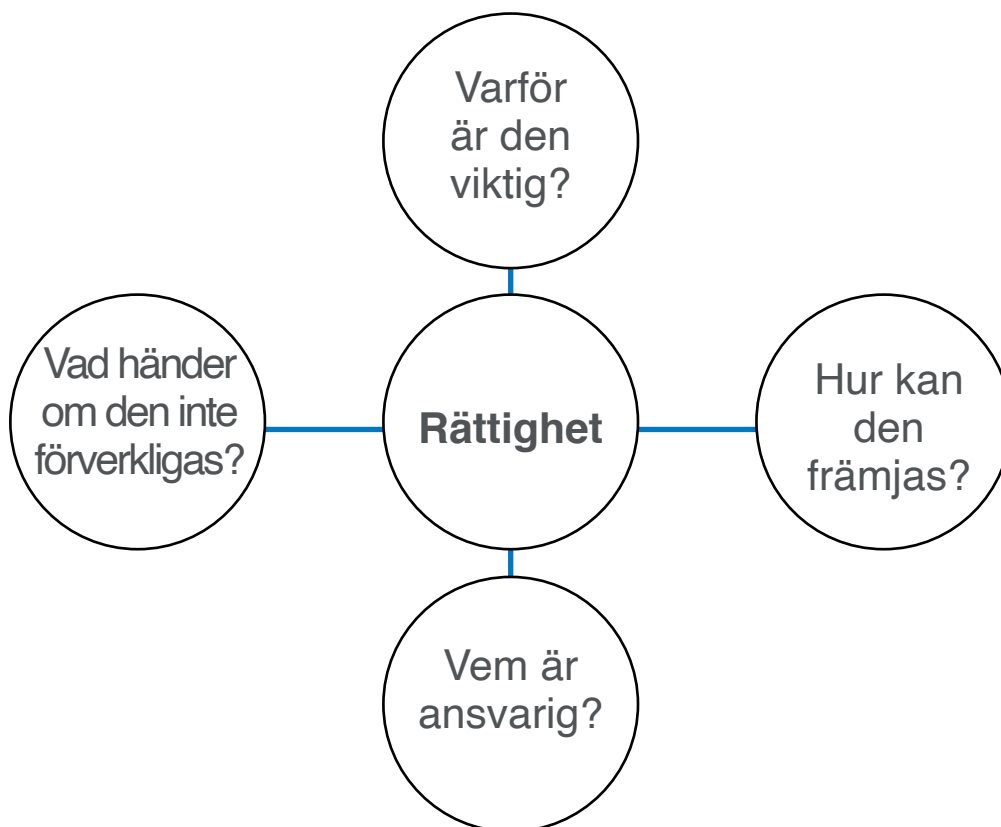 Varför
är den
viktig?
Vad händer
om den inte
förverkligas?
Rättighet
Hur kan
den
främjas?
Vem är
ansvarig?